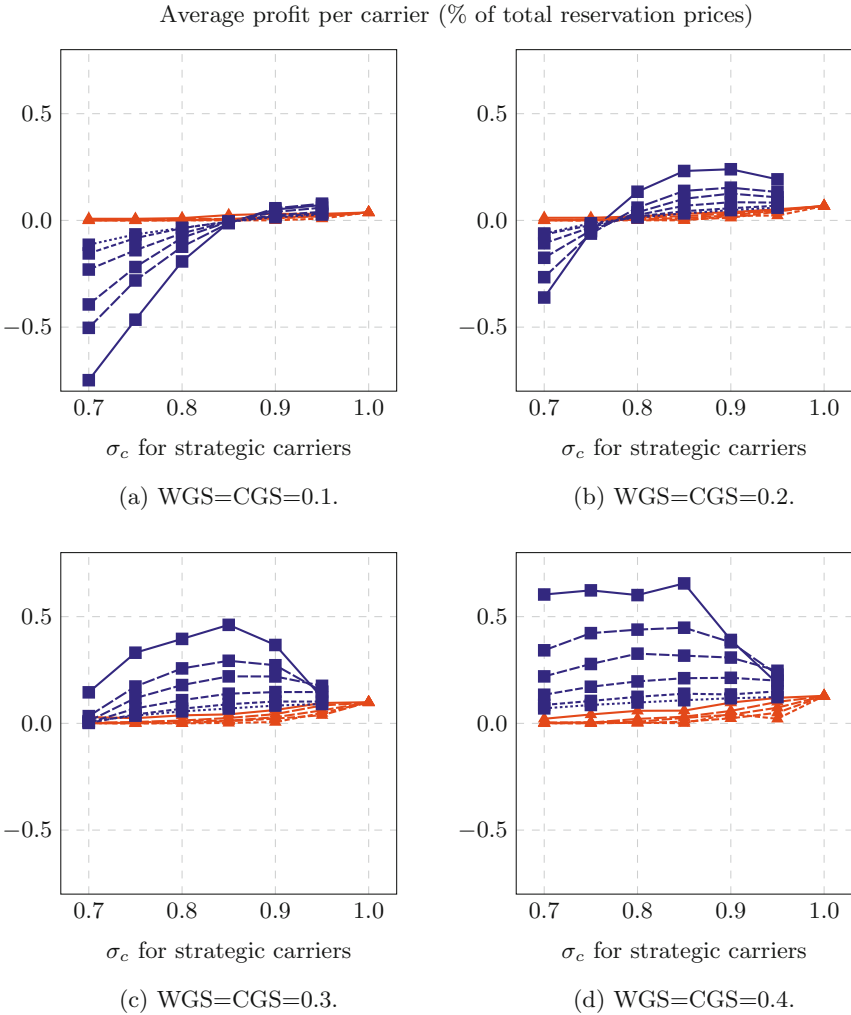 Average profit per carrier (% of total reservation prices)
0.5
0.0
−0.5
0.7 0.8 0.9 1.0
σc for strategic carriers
(a) WGS=CGS=0.1.
0.5
0.0
−0.5
0.7 0.8 0.9 1.0
σc for strategic carriers
(b) WGS=CGS=0.2.
0.5
0.0
−0.5
0.7 0.8 0.9 1.0
σc for strategic carriers
(c) WGS=CGS=0.3.
0.5
0.0
−0.5
0.7 0.8 0.9 1.0
σc for strategic carriers
(d) WGS=CGS=0.4.